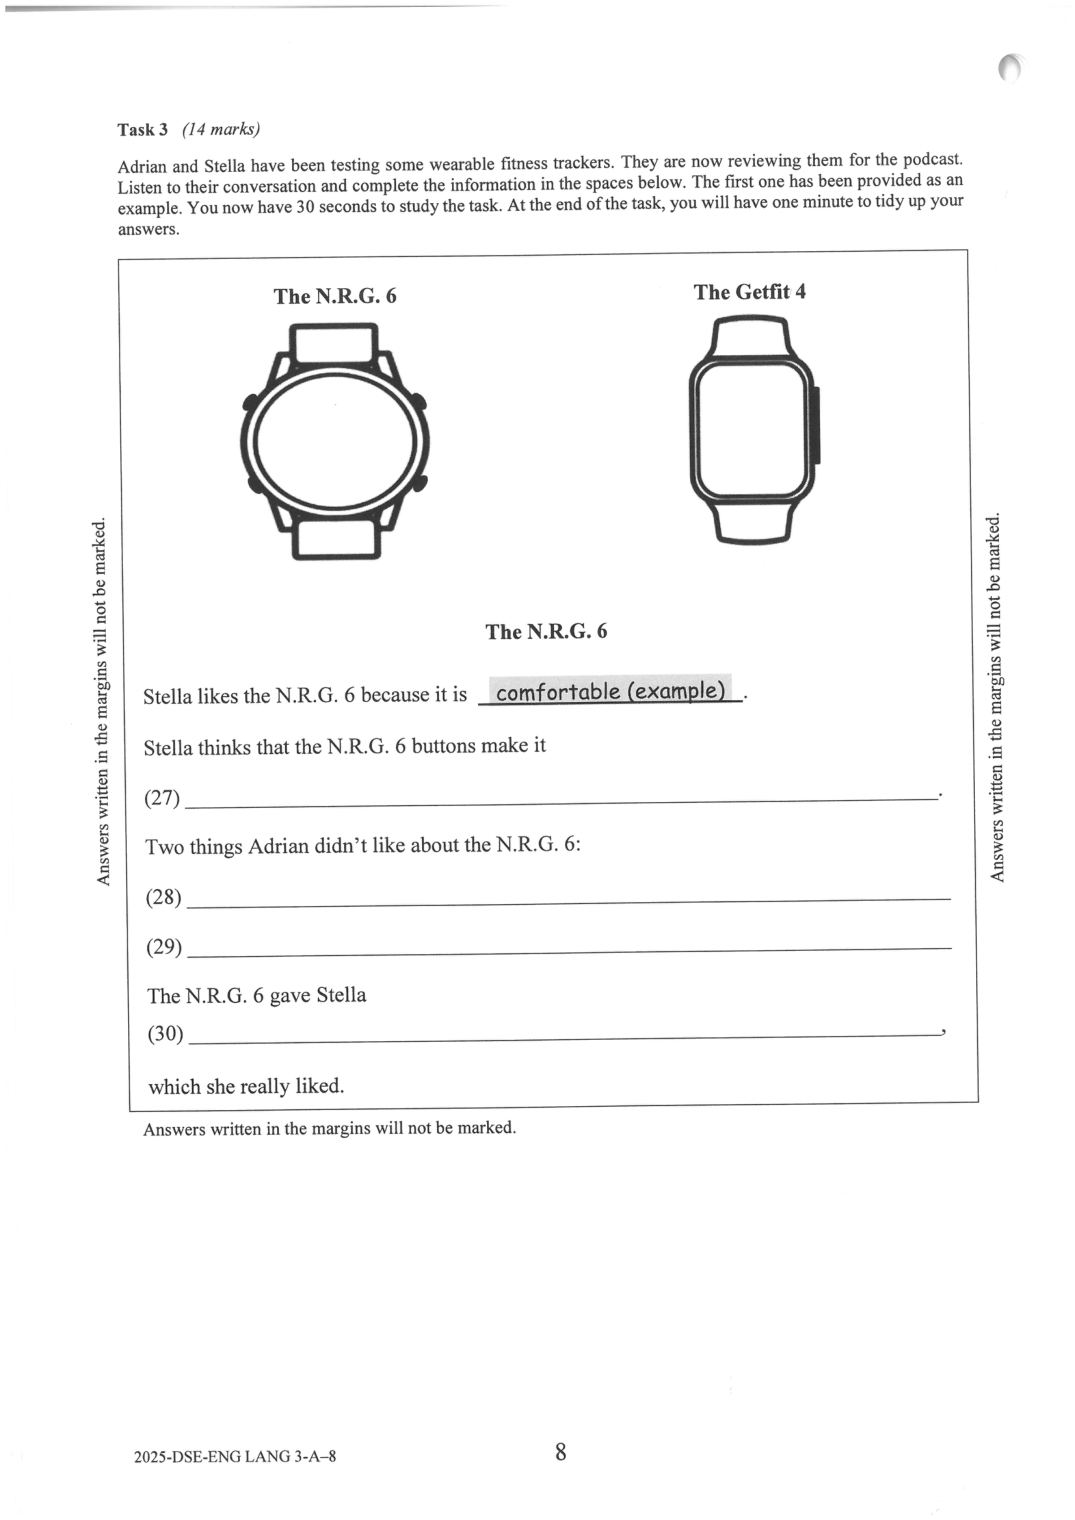 Task 3 (14 marks)
Adrian and Stella have been testing some wearable fitness trackers. They are now reviewing them for the podcast.
Listen to their conversation and complete the information in the spaces below. The first one has been provided as an
example. You now have 30 seconds to study the task. At the end of the task, you will have one minute to tidy up your
answers.
The N.R.G. 6
The Getfit 4
Answers written in the margins will not be marked.
Answers written in the margins will not be marked.
The N.R.G. 6
Stella likes the N.R.G. 6 because it is comfortable (example).
Stella thinks that the N.R.G. 6 buttons make it
(27) .
Two things Adrian didn't like about the N.R.G. 6:
(28)
(29)
The N.R.G. 6 gave Stella
(30) ,
which she really liked.
Answers written in the margins will not be marked.
2025-DSE-ENG LANG 3-A–8
8